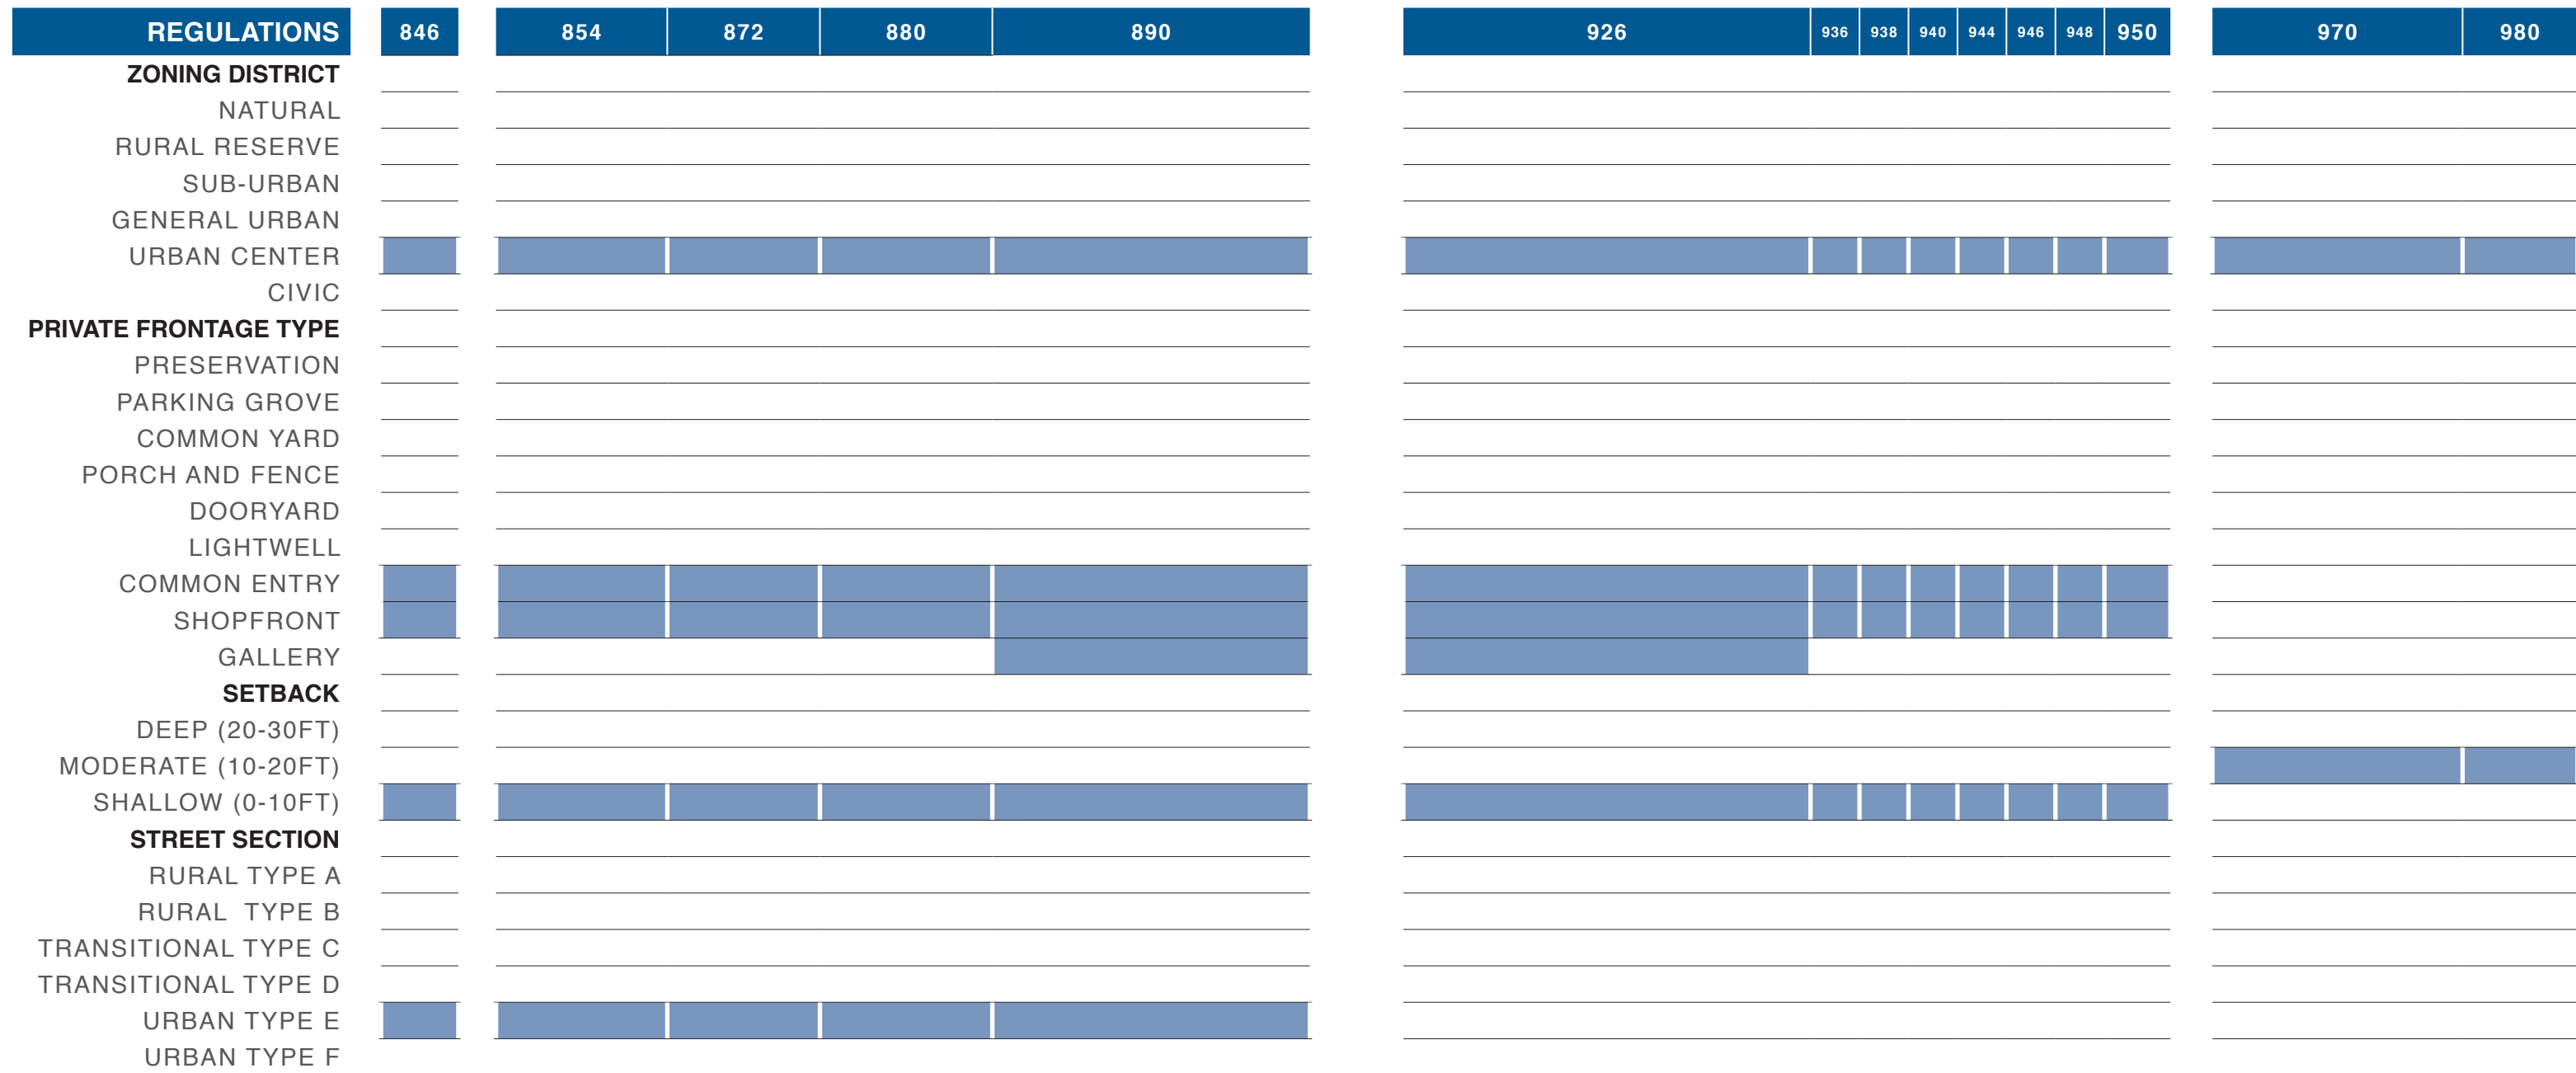 REGULATIONS 846 854 872 880 890 926 936 938 940 944 946 948 950 970 980
ZONING DISTRICT
NATURAL
RURAL RESERVE
SUB-URBAN
GENERAL URBAN
URBAN CENTER
CIVIC
PRIVATE FRONTAGE TYPE
PRESERVATION
PARKING GROVE
COMMON YARD
PORCH AND FENCE
DOORYARD
LIGHTWELL
COMMON ENTRY
SHOPFRONT
GALLERY
SETBACK
DEEP (20-30FT)
MODERATE (10-20FT)
SHALLOW (0-10FT)
STREET SECTION
RURAL TYPE A
RURAL TYPE B
TRANSITIONAL TYPE C
TRANSITIONAL TYPE D
URBAN TYPE E
URBAN TYPE F